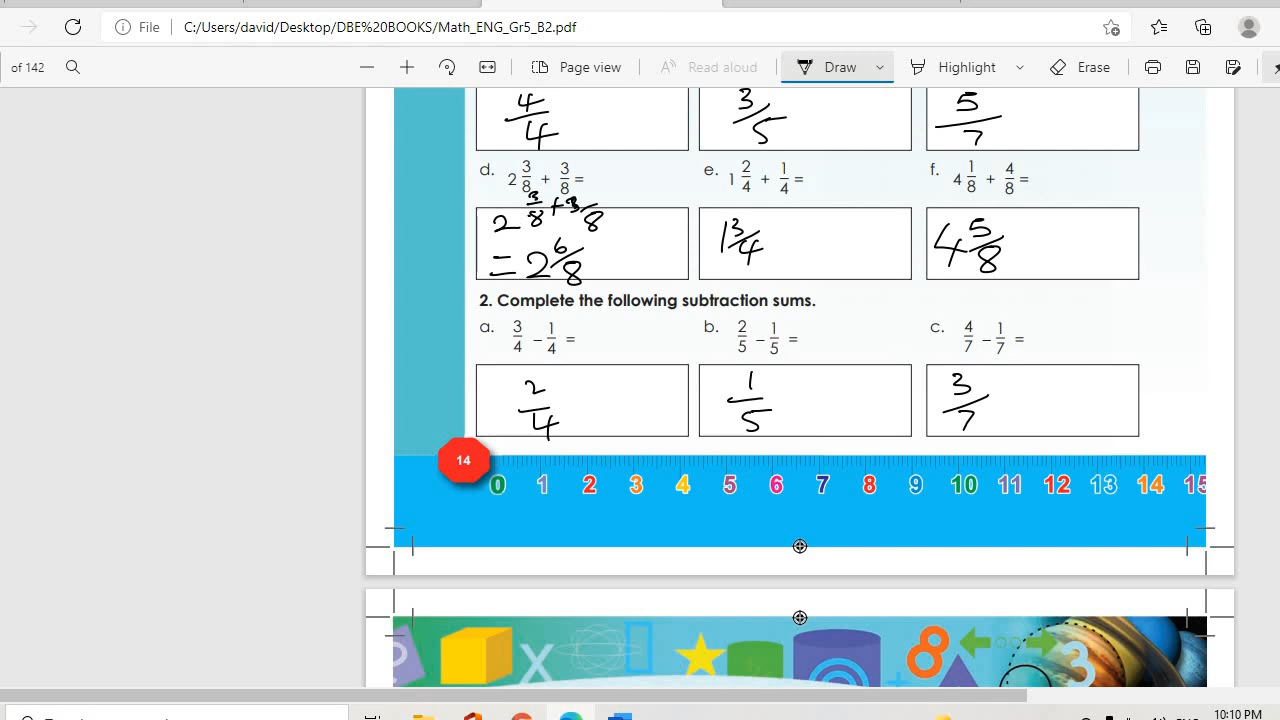 File C:/Users/david/Desktop/DBE%20BOOKS/Math_ENG_Gr5_B2.pdf
of 142 Page view Read aloud Draw Highlight Erase
4/4 3/5 5/7
d. 2 3/8 + 3/8 = e. 1 2/4 + 1/4 = f. 4 1/8 + 4/8 =
2 3/8 + 3/8 1 3/4 4 5/8
= 2 6/8
2. Complete the following subtraction sums.
a. 3/4 - 1/4 = b. 2/5 - 1/5 = c. 4/7 - 1/7 =
2/4 1/5 3/7
14
0 1 2 3 4 5 6 7 8 9 10 11 12 13 14 15
X 8 3
10:10 PM